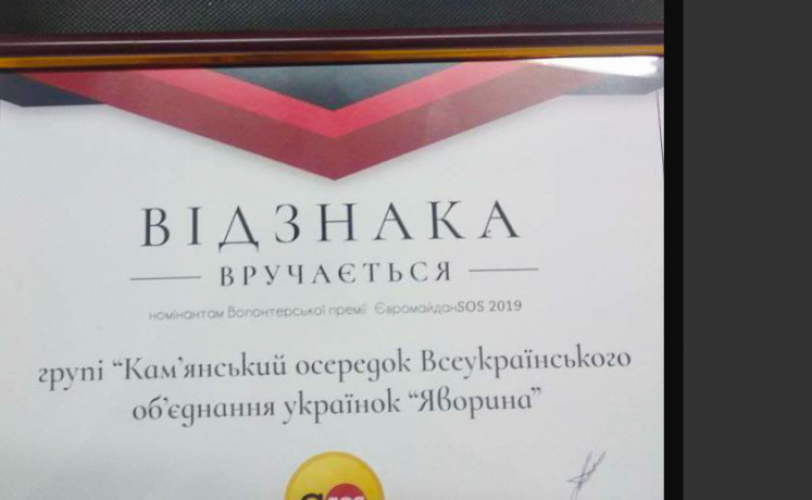 ВІДЗНАКА
ВРУЧАЄТЬСЯ
номінантам Волонтерської премії ЄвромайданSOS 2019
групі “Кам’янський осередок Всеукраїнського
об’єднання українок “Яворина”